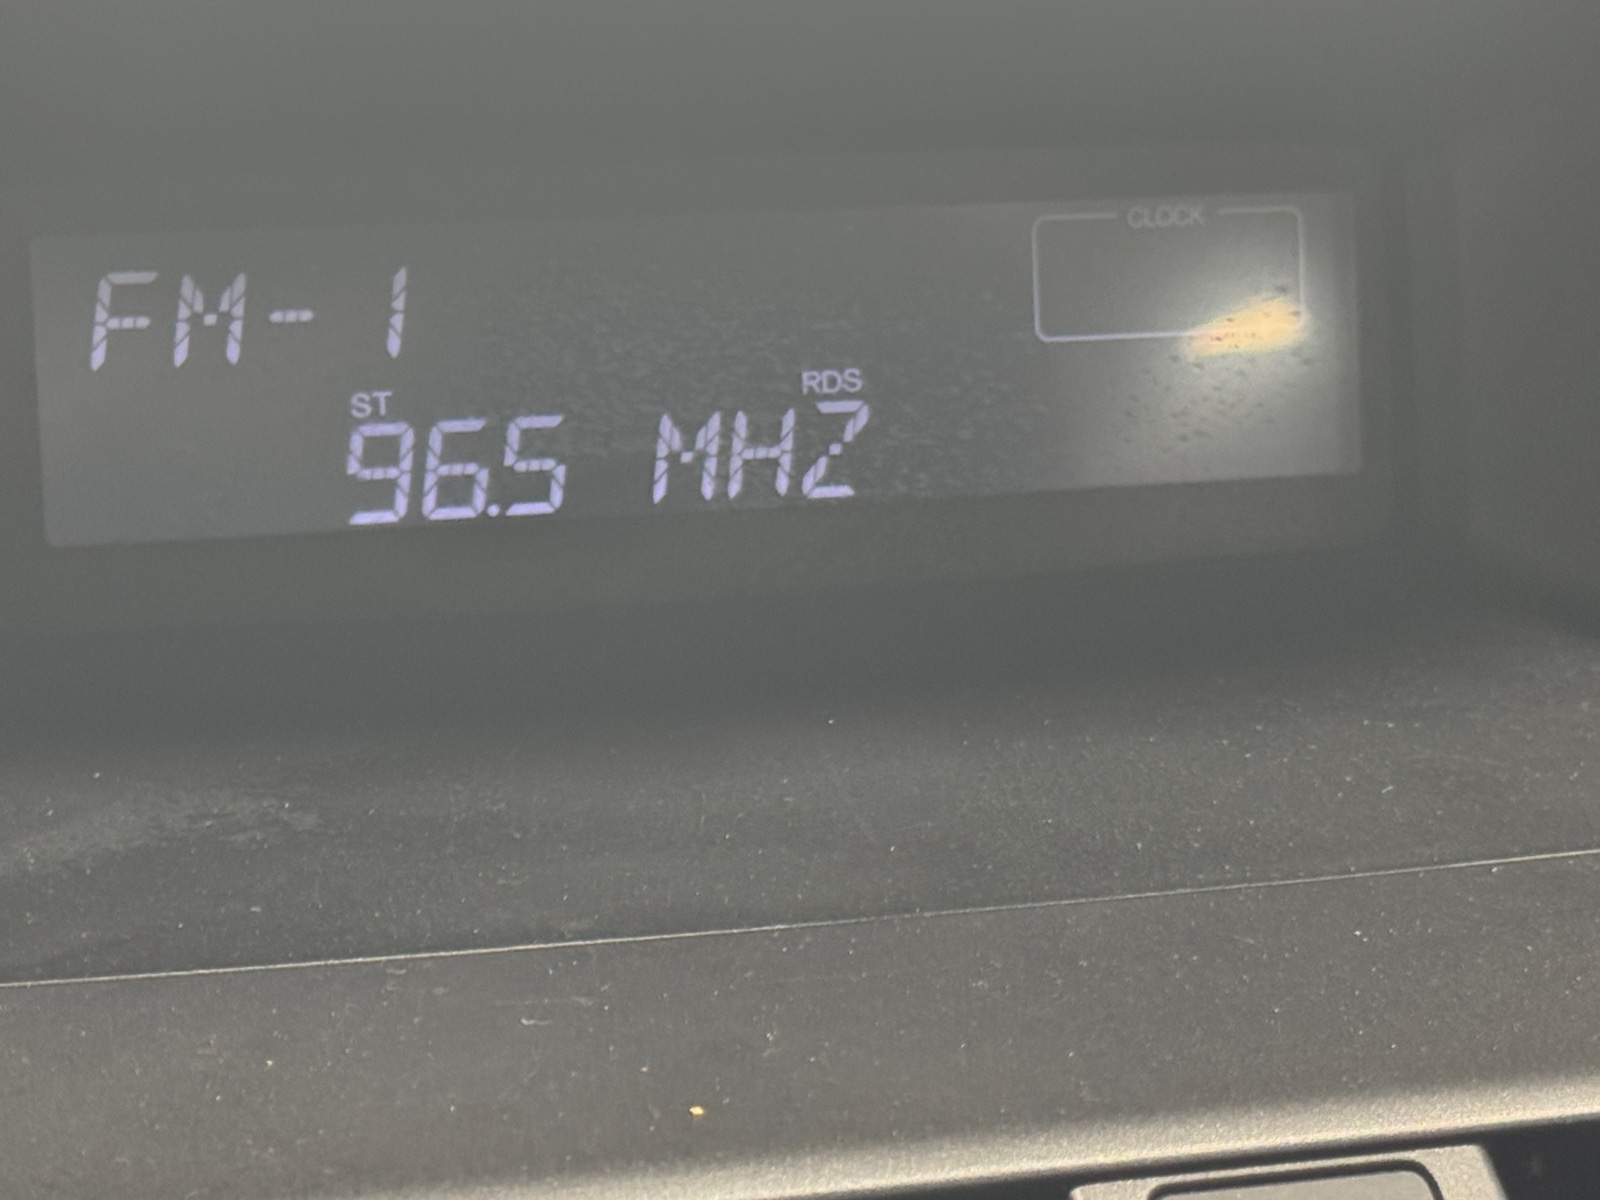 CLOCK
FM-1
ST RDS
96.5 MHZ